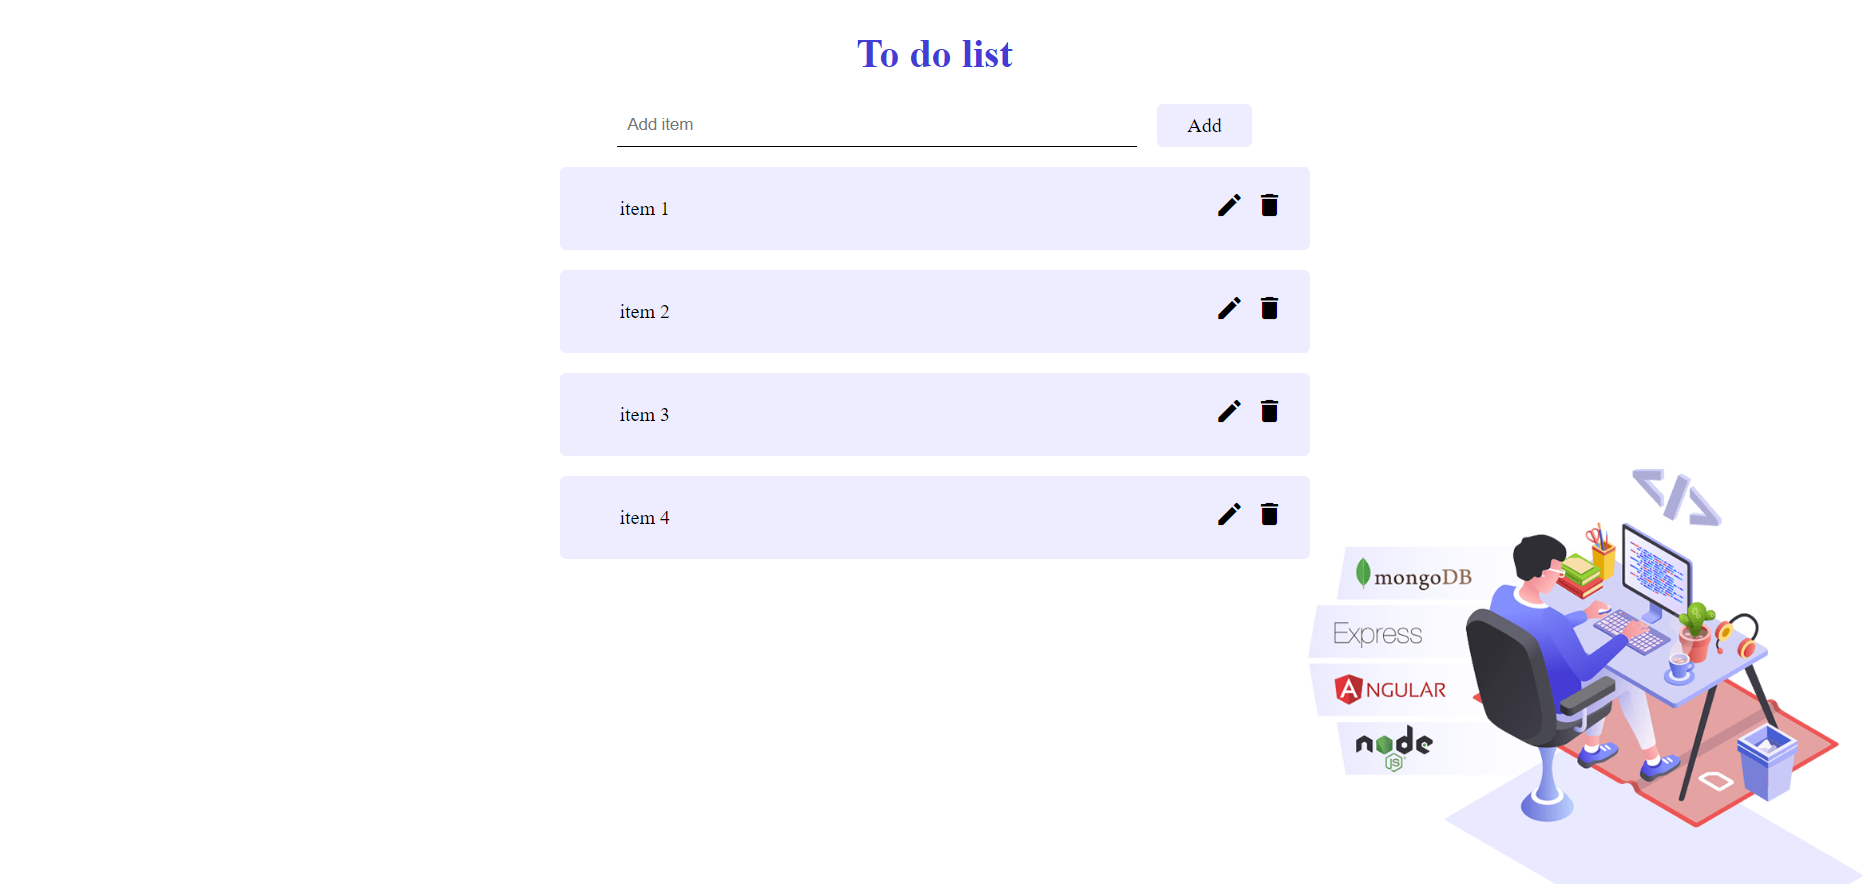 To do list
Add item
Add
item 1
item 2
item 3
item 4
</>
mongoDB
Express
ANGULAR
node
JS